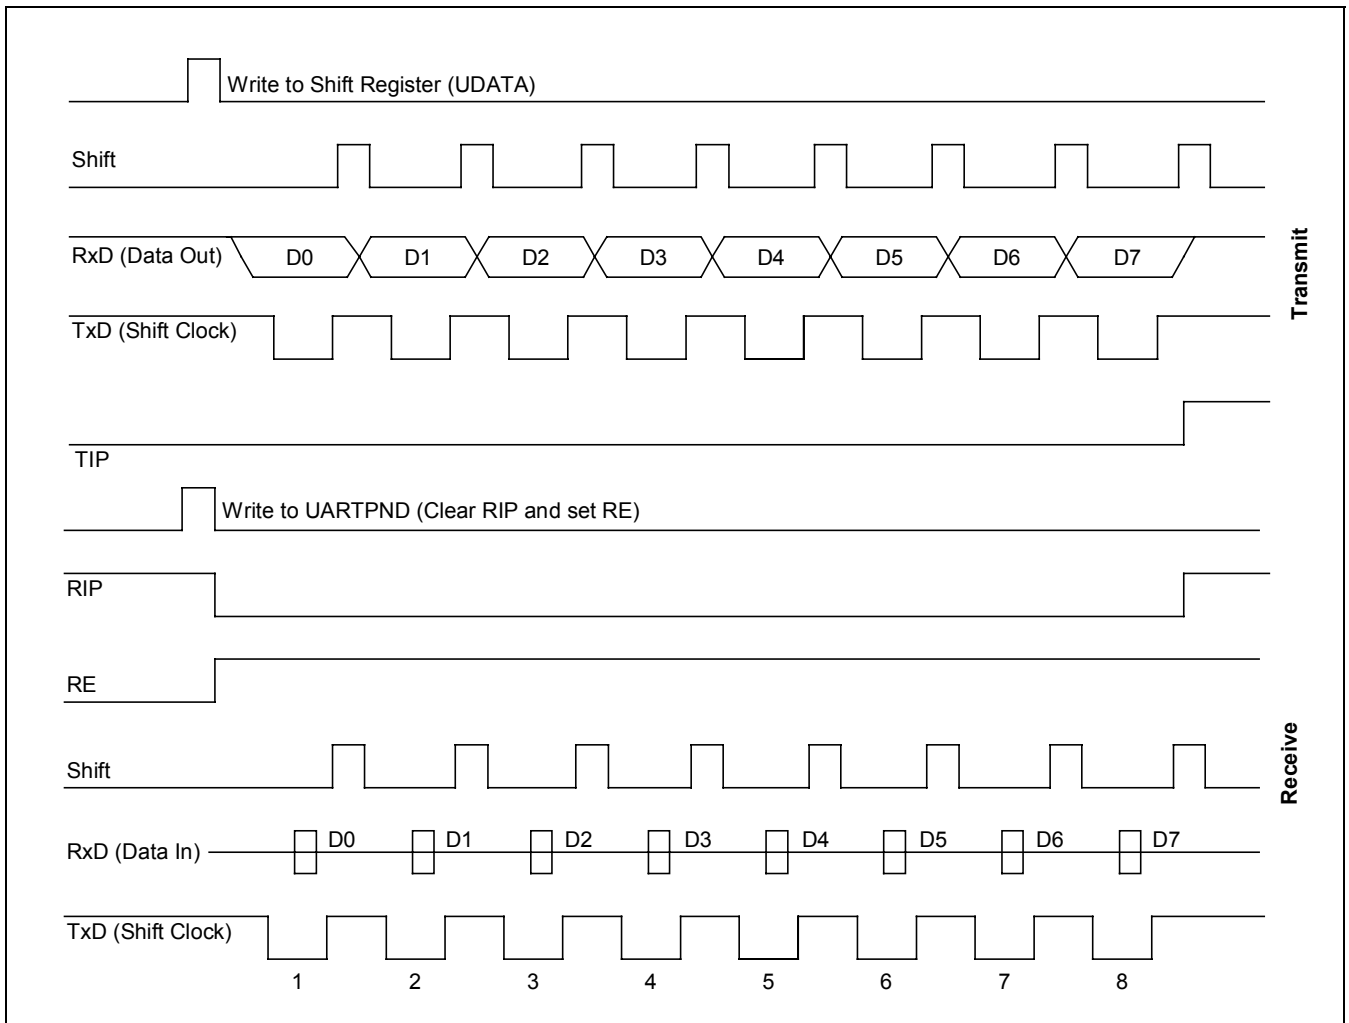 Write to Shift Register (UDATA)
Shift
RxD (Data Out) D0 D1 D2 D3 D4 D5 D6 D7
TxD (Shift Clock)
TIP
Transmit
Write to UARTPND (Clear RIP and set RE)
RIP
RE
Shift
RxD (Data In) D0 D1 D2 D3 D4 D5 D6 D7
TxD (Shift Clock)
1 2 3 4 5 6 7 8
Receive